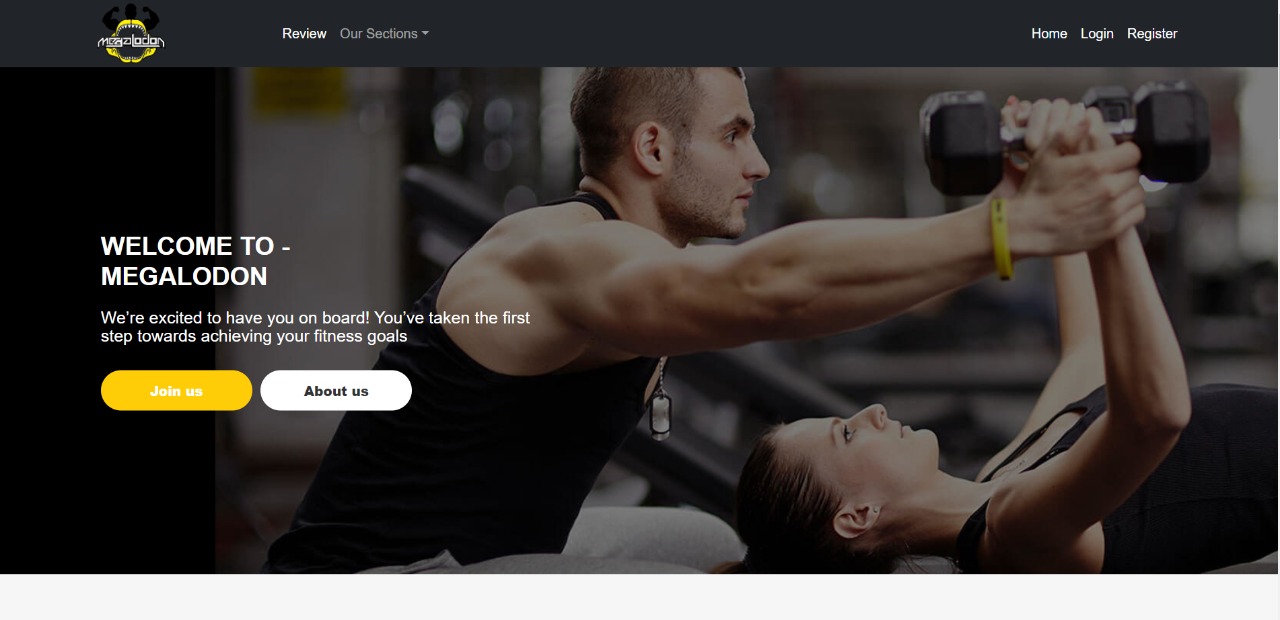 megalodon
Review Our Sections
Home Login Register
WELCOME TO -
MEGALODON
We’re excited to have you on board! You’ve taken the first
step towards achieving your fitness goals
Join us About us